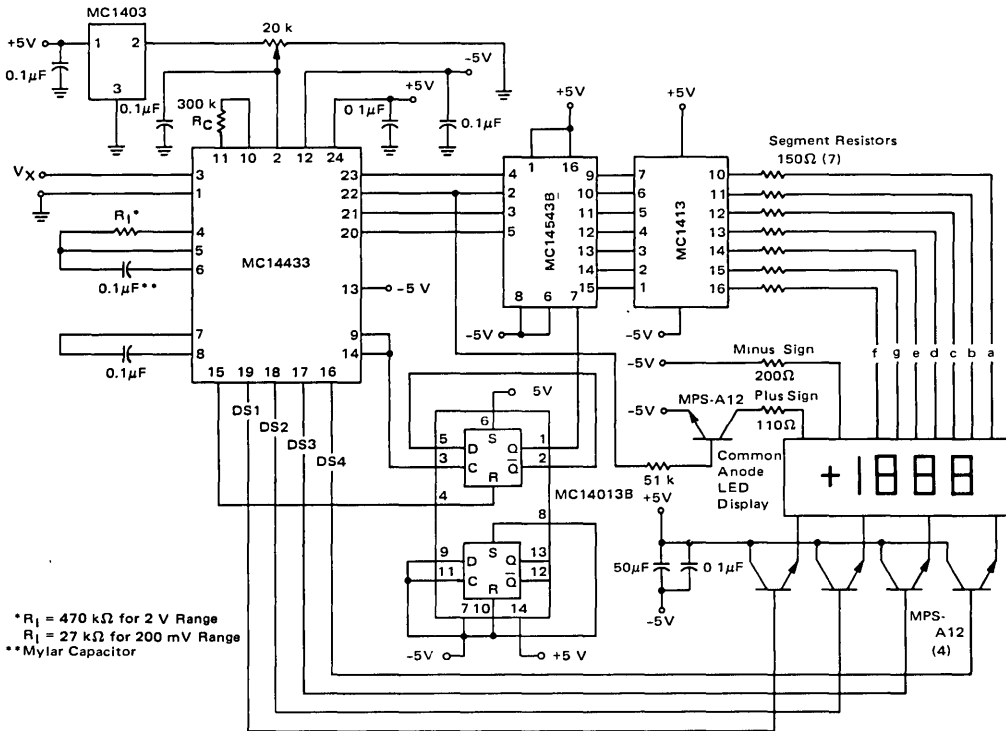 MC1403
+5V
1
2
3
0.1µF
20 k
-5V
+5V
0.1µF
300 k
RC
0 1µF
0.1µF
11
10
2
12
24
VX
3
1
RI*
4
5
6
0.1µF**
7
8
0.1µF
MC14433
23
22
21
20
13
-5 V
9
14
15
19
18
17
16
DS1
DS2
DS3
DS4
+5V
1
16
4
2
3
5
MC14543B
9
10
11
12
13
14
15
8
6
7
-5V
+5V
7
6
5
4
3
2
1
MC1413
10
11
12
13
14
15
16
-5V
Segment Resistors
150Ω (7)
f
g
e
d
c
b
a
Minus Sign
-5V
200Ω
MPS-A12
Plus Sign
-5V
110Ω
51 k
Common
Anode
LED
Display
+1888
5V
6
5
D
S
Q
1
3
C
Q
2
R
4
MC14013B
8
9
D
S
Q
13
11
C
Q
12
R
7
10
14
-5V
+5 V
+5V
50µF
0 1µF
-5V
MPS-
A12
(4)
*RI = 470 kΩ for 2 V Range
RI = 27 kΩ for 200 mV Range
**Mylar Capacitor